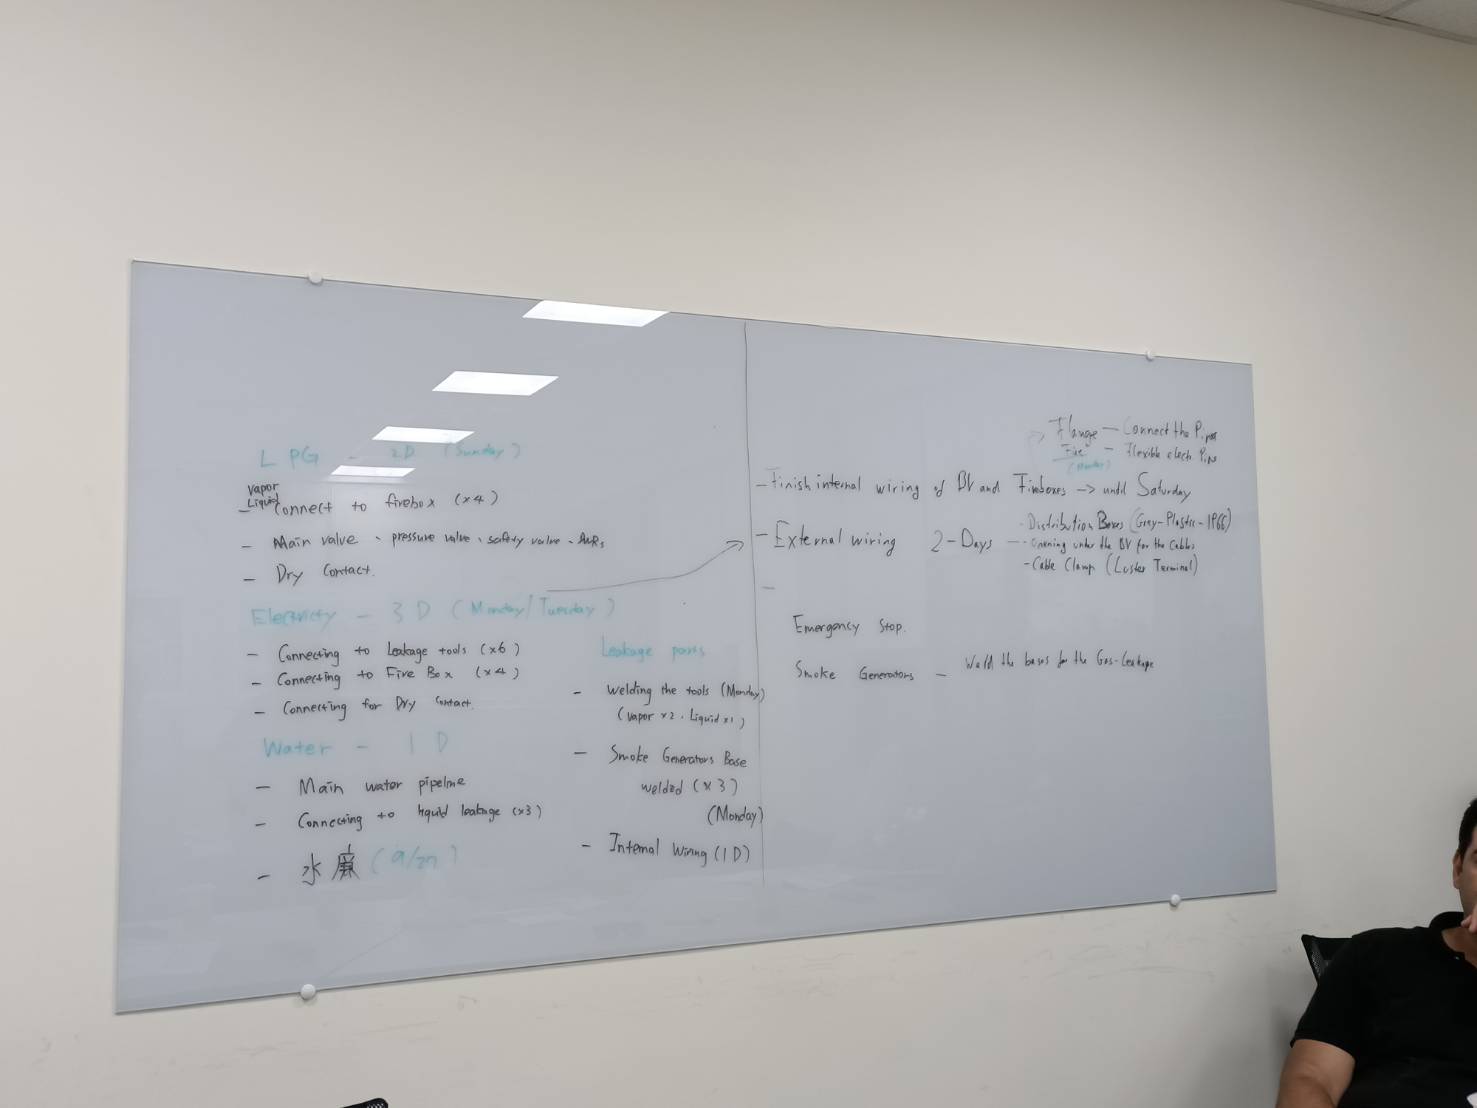 LPG - 2D (Sunday)
Vapor
Liquid
- Connect to firebox (x4)
- Main valve、pressure valve、safety valve、
- Dry Contact.
Electricity - 3D (Monday/Tuesday)
- Connecting to Leakage tools (x6)
- Connecting to Fire Box (x4)
- Connecting for Dry Contact.
Water - 1D
- Main water pipeline
- Connecting to liquid leakage (x3)
- 水 (9/27)
Leakage parts
- Welding the tools (Monday)
(Vapor x2、Liquid x1)
- Smoke Generators Base
welded (x3)
(Monday)
- Internal Wiring (1D)
Flange - Connect the Pipes
- Flexible elect.
(Monday)
- Finish internal wiring of BV and Fireboxes -> until Saturday
- External wiring 2-Days -
- Distribution Boxes (Grey-Plastic-IP66)
- Opening under the BV for the Cables
- Cable Clamp (Luster Terminal)
-
Emergency Stop.
Smoke Generators - Weld the bases for the Gas-Leakage